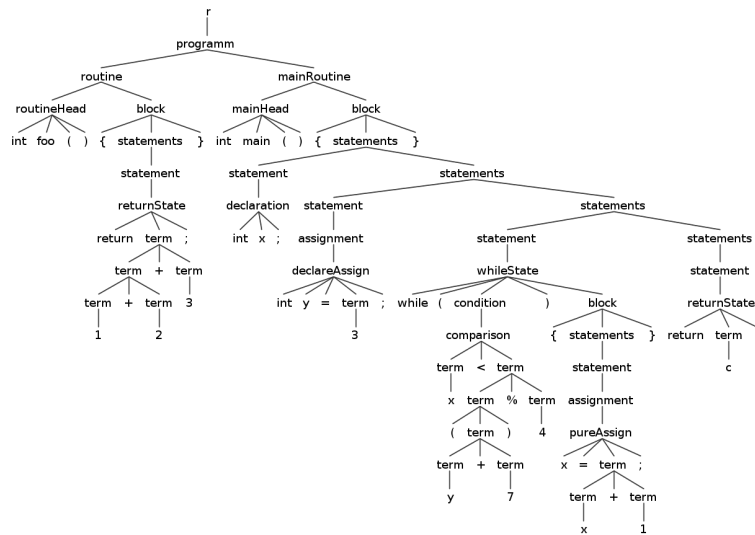 r
programm
routine mainRoutine
routineHead block mainHead block
int foo ( ) { statements } int main ( ) { statements }
statement statement statements
returnState declaration statement statements
return term ; int x ; assignment statement statements
term + term declareAssign whileState statement
term + term 3 int y = term ; while ( condition ) block returnState
1 2 3 comparison { statements } return term
term < term statement c
x term % term assignment
( term ) 4 pureAssign
term + term x = term ;
y 7 term + term
x 1